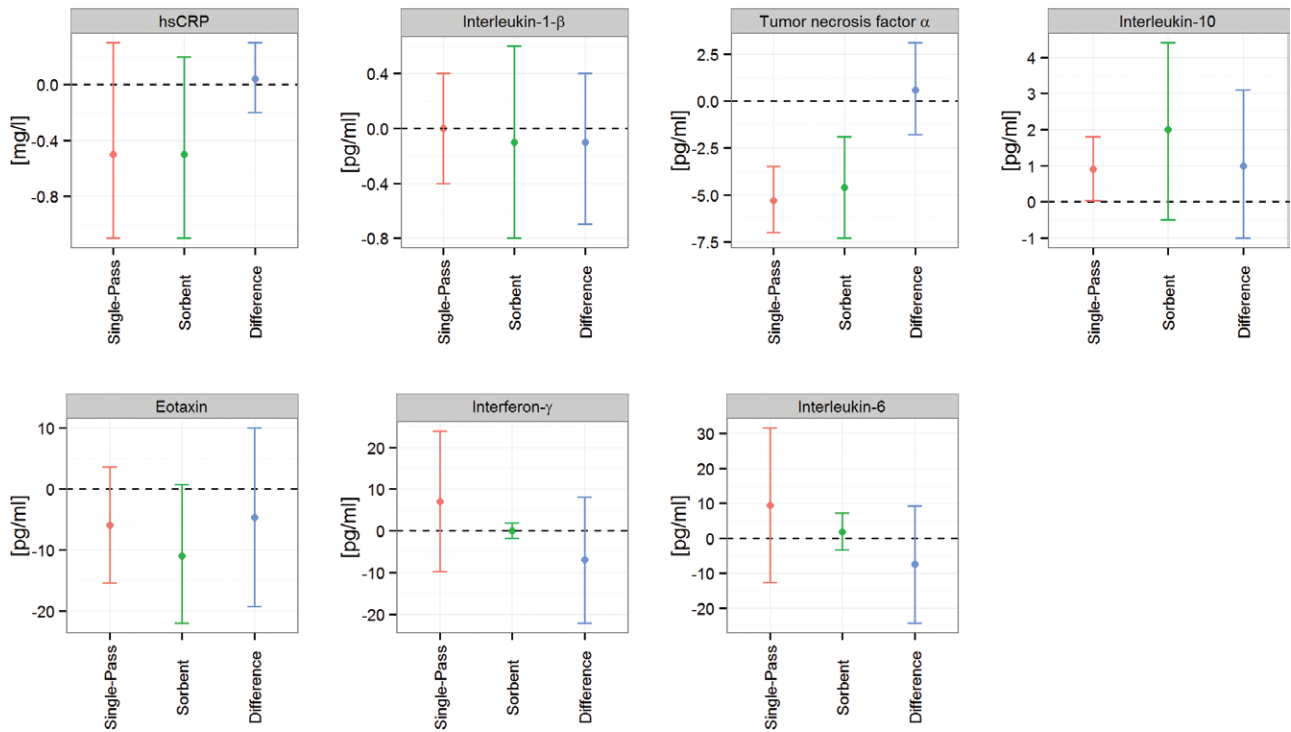 hsCRP
[mg/l]
0.0
-0.4
-0.8
Single-Pass
Sorbent
Difference
Interleukin-1-β
[pg/ml]
0.4
0.0
-0.4
-0.8
Single-Pass
Sorbent
Difference
Tumor necrosis factor α
[pg/ml]
2.5
0.0
-2.5
-5.0
-7.5
Single-Pass
Sorbent
Difference
Interleukin-10
[pg/ml]
4
3
2
1
0
-1
Single-Pass
Sorbent
Difference
Eotaxin
[pg/ml]
10
0
-10
-20
Single-Pass
Sorbent
Difference
Interferon-γ
[pg/ml]
20
10
0
-10
-20
Single-Pass
Sorbent
Difference
Interleukin-6
[pg/ml]
30
20
10
0
-10
-20
Single-Pass
Sorbent
Difference